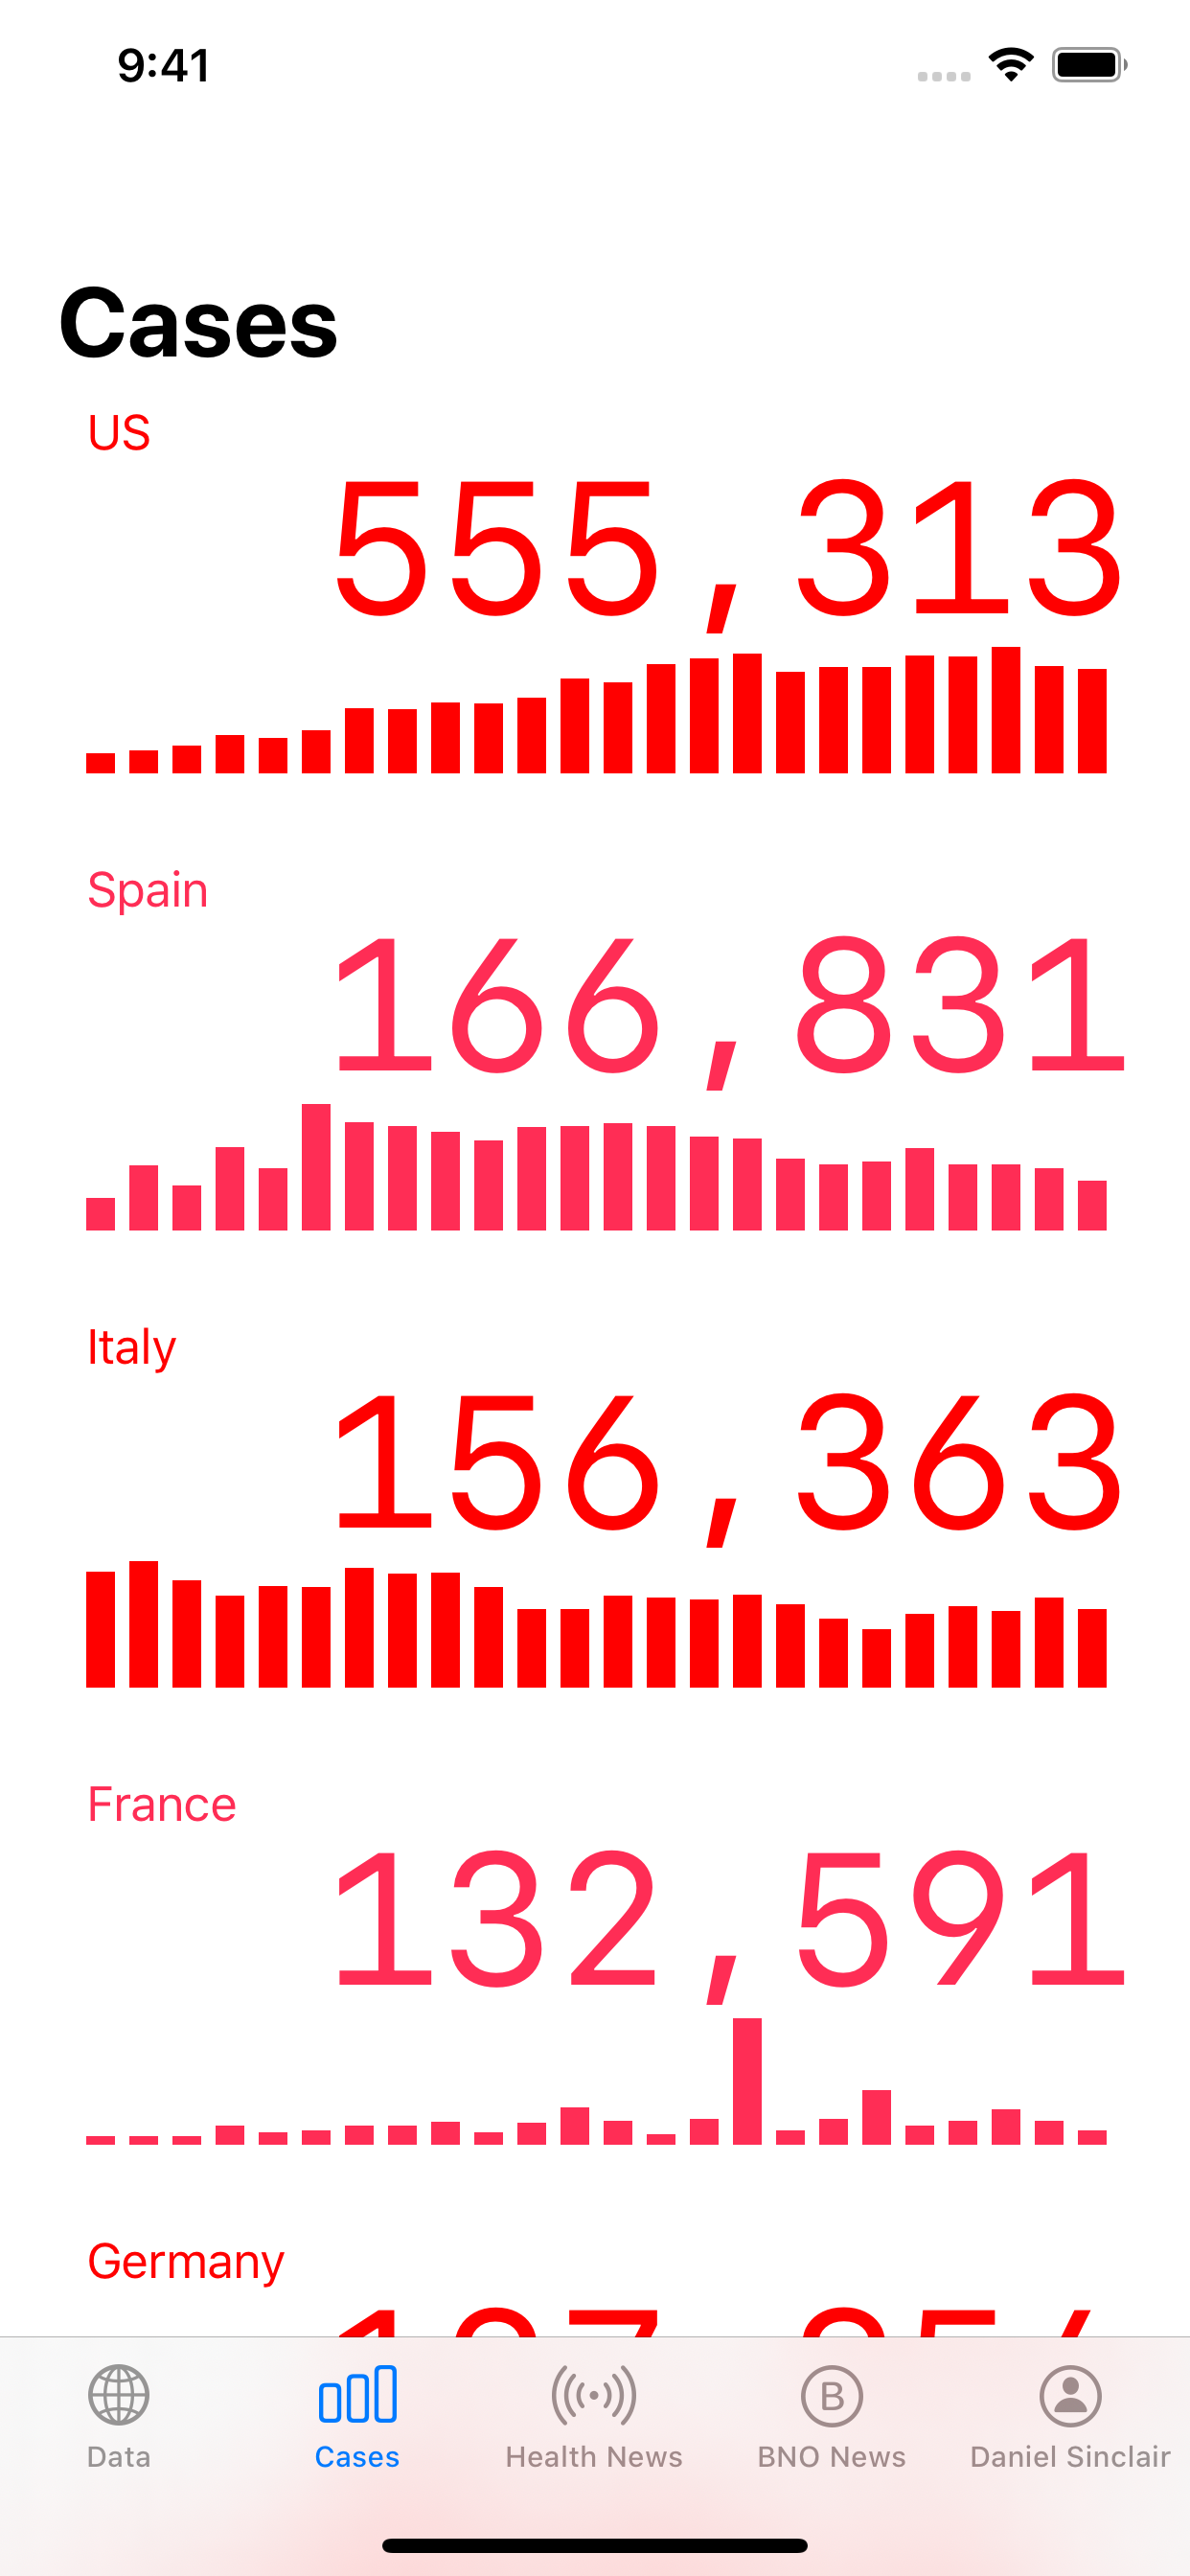 9:41
Cases
US
555,313
Spain
166,831
Italy
156,363
France
132,591
Germany
Data
Cases
Health News
B
BNO News
Daniel Sinclair